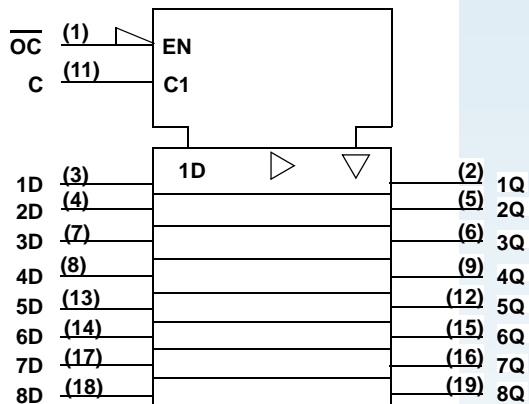 OC (1) EN
C (11) C1
1D
1D (3) (2) 1Q
2D (4) (5) 2Q
3D (7) (6) 3Q
4D (8) (9) 4Q
5D (13) (12) 5Q
6D (14) (15) 6Q
7D (17) (16) 7Q
8D (18) (19) 8Q